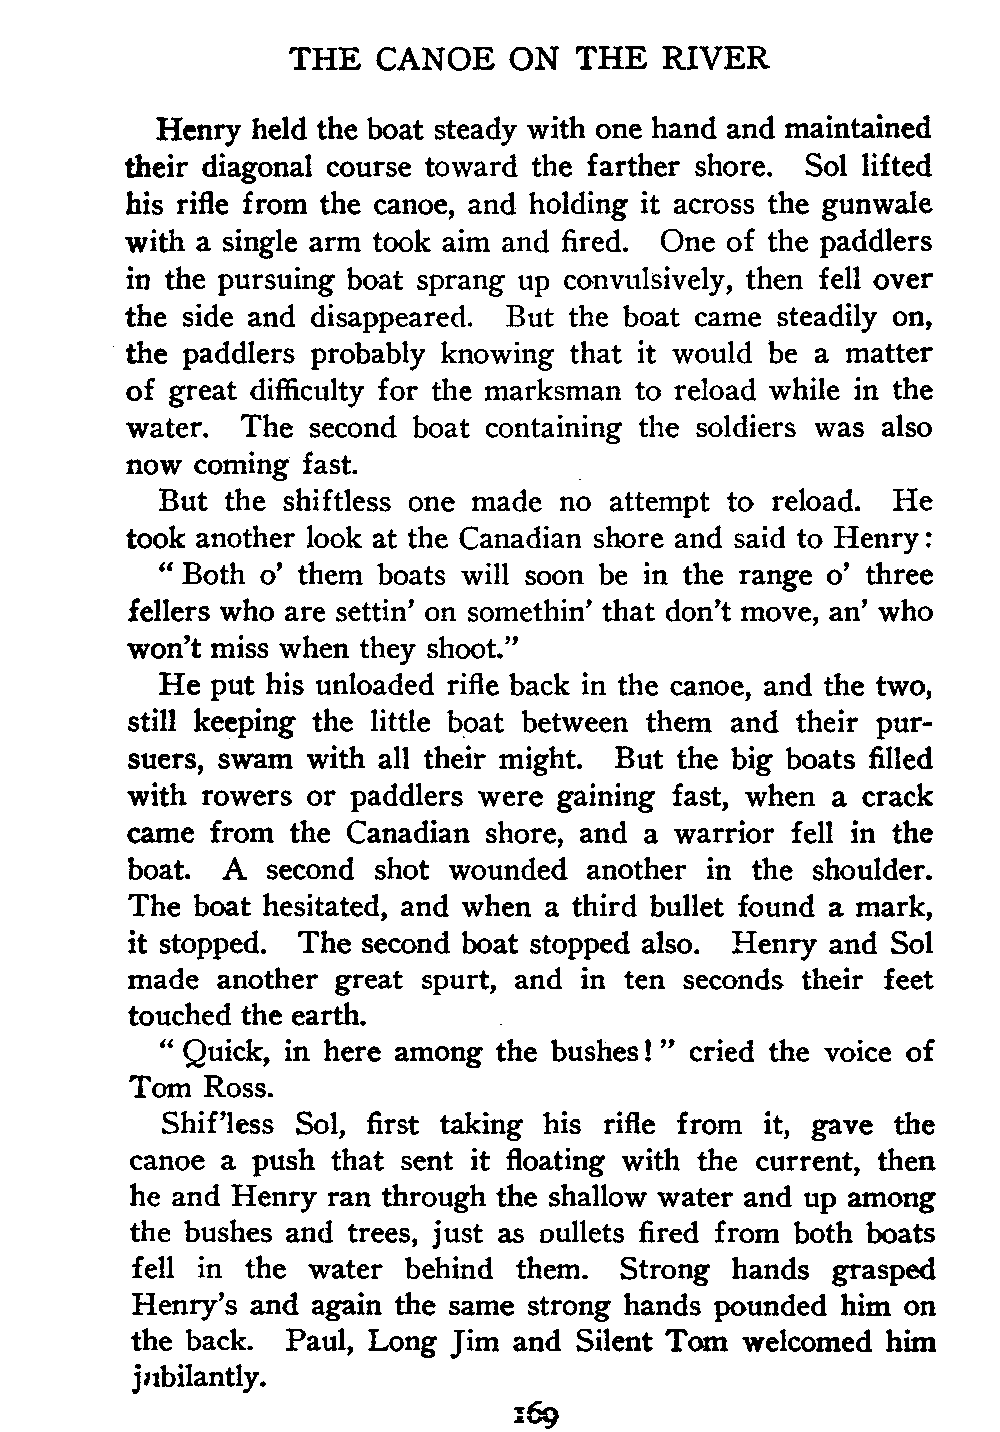 THE CANOE ON THE RIVER
Henry held the boat steady with one hand and maintained
their diagonal course toward the farther shore. Sol lifted
his rifle from the canoe, and holding it across the gunwale
with a single arm took aim and fired. One of the paddlers
in the pursuing boat sprang up convulsively, then fell over
the side and disappeared. But the boat came steadily on,
the paddlers probably knowing that it would be a matter
of great difficulty for the marksman to reload while in the
water. The second boat containing the soldiers was also
now coming fast.
But the shiftless one made no attempt to reload. He
took another look at the Canadian shore and said to Henry:
“ Both o’ them boats will soon be in the range o’ three
fellers who are settin’ on somethin’ that don’t move, an’ who
won’t miss when they shoot.”
He put his unloaded rifle back in the canoe, and the two,
still keeping the little boat between them and their pur-
suers, swam with all their might. But the big boats filled
with rowers or paddlers were gaining fast, when a crack
came from the Canadian shore, and a warrior fell in the
boat. A second shot wounded another in the shoulder.
The boat hesitated, and when a third bullet found a mark,
it stopped. The second boat stopped also. Henry and Sol
made another great spurt, and in ten seconds their feet
touched the earth.
“ Quick, in here among the bushes! ” cried the voice of
Tom Ross.
Shif’less Sol, first taking his rifle from it, gave the
canoe a push that sent it floating with the current, then
he and Henry ran through the shallow water and up among
the bushes and trees, just as bullets fired from both boats
fell in the water behind them. Strong hands grasped
Henry’s and again the same strong hands pounded him on
the back. Paul, Long Jim and Silent Tom welcomed him
jubilantly.
169